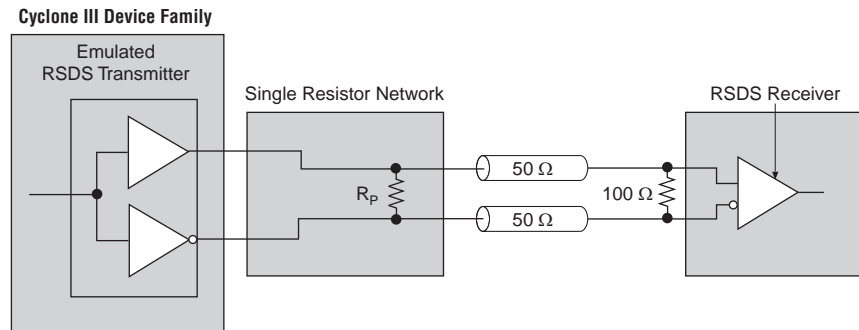 Cyclone III Device Family
Emulated
RSDS Transmitter
Single Resistor Network
RSDS Receiver
50 Ω
R_P
100 Ω
50 Ω